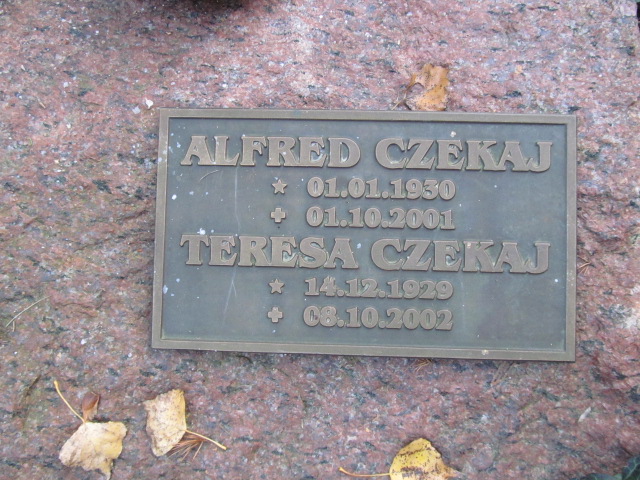 ALFRED CZEKAJ
★ 01.01.1930
✝ 01.10.2001
TERESA CZEKAJ
★ 14.12.1929
✝ 08.10.2002